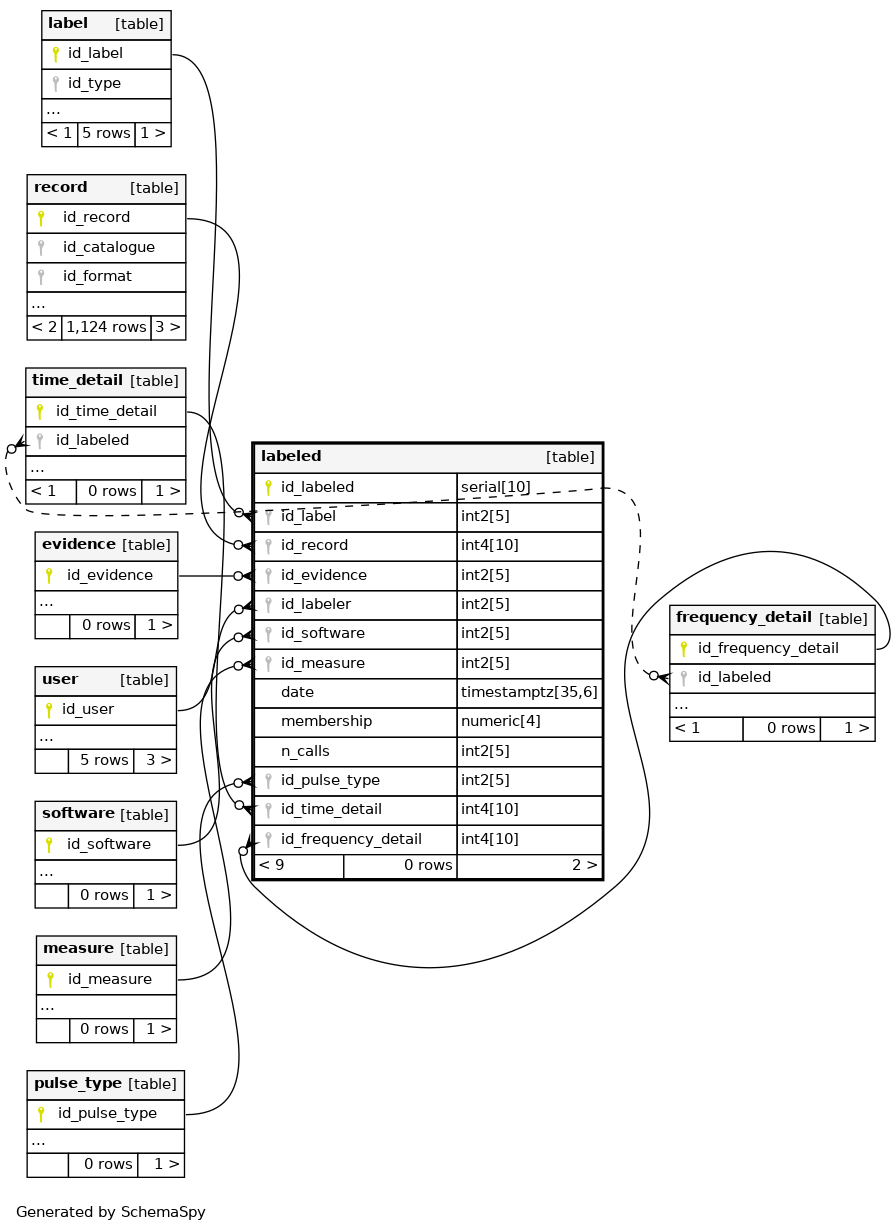 label [table]
id_label
id_type
...
< 1 5 rows 1 >
record [table]
id_record
id_catalogue
id_format
...
< 2 1,124 rows 3 >
time_detail [table]
id_time_detail
id_labeled
...
< 1 0 rows 1 >
evidence [table]
id_evidence
...
0 rows 1 >
user [table]
id_user
...
5 rows 3 >
software [table]
id_software
...
0 rows 1 >
measure [table]
id_measure
...
0 rows 1 >
pulse_type [table]
id_pulse_type
...
0 rows 1 >
labeled [table]
id_labeled serial[10]
id_label int2[5]
id_record int4[10]
id_evidence int2[5]
id_labeler int2[5]
id_software int2[5]
id_measure int2[5]
date timestamptz[35,6]
membership numeric[4]
n_calls int2[5]
id_pulse_type int2[5]
id_time_detail int4[10]
id_frequency_detail int4[10]
< 9 0 rows 2 >
frequency_detail [table]
id_frequency_detail
id_labeled
...
< 1 0 rows 1 >
Generated by SchemaSpy